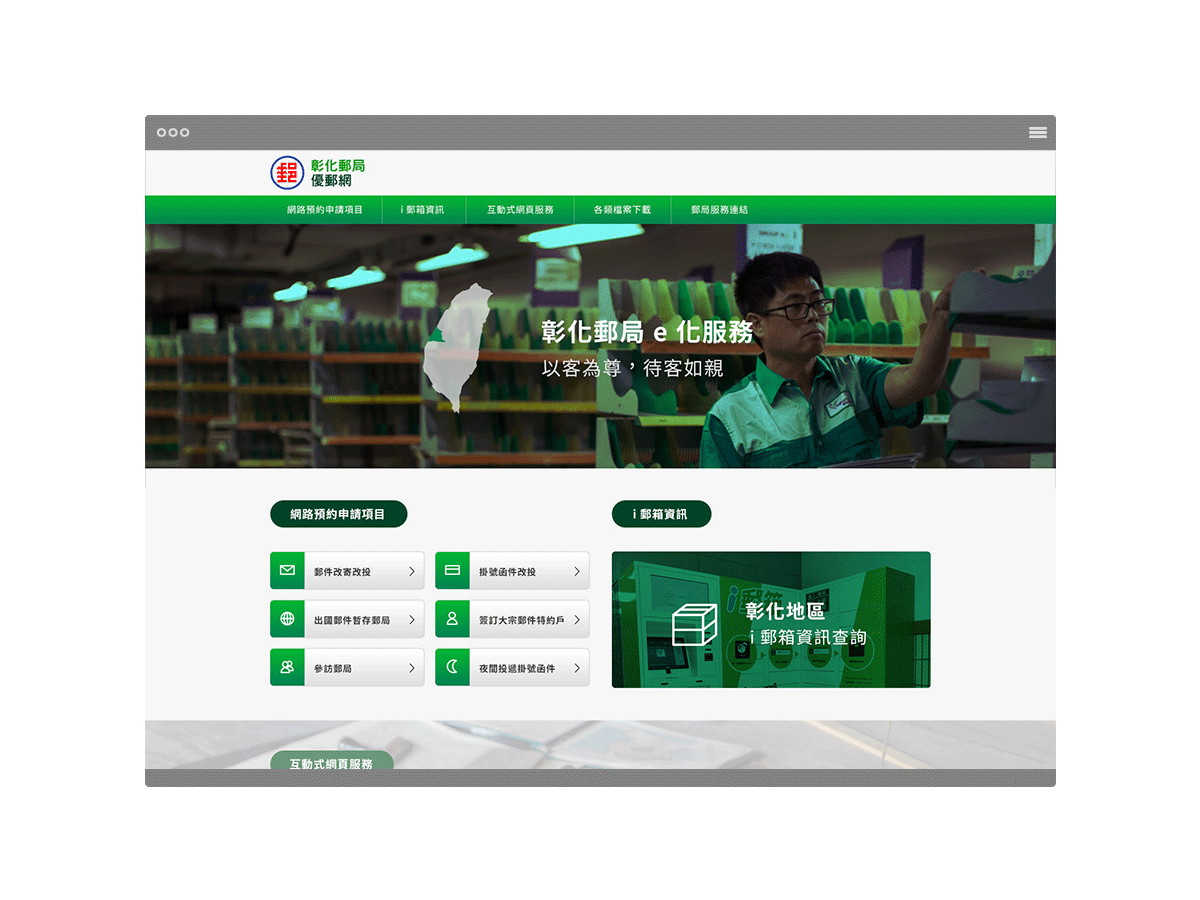 郵
彰化郵局
優郵網
網路預約申請項目
i 郵箱資訊
互動式網頁服務
各類檔案下載
郵局服務連結
彰化郵局 e 化服務
以客為尊，待客如親
網路預約申請項目
i 郵箱資訊
郵件改寄改投
掛號函件改投
出國郵件暫存郵局
簽訂大宗郵件特約戶
參訪郵局
夜間投遞掛號函件
i郵箱
彰化地區
i 郵箱資訊查詢
互動式網頁服務